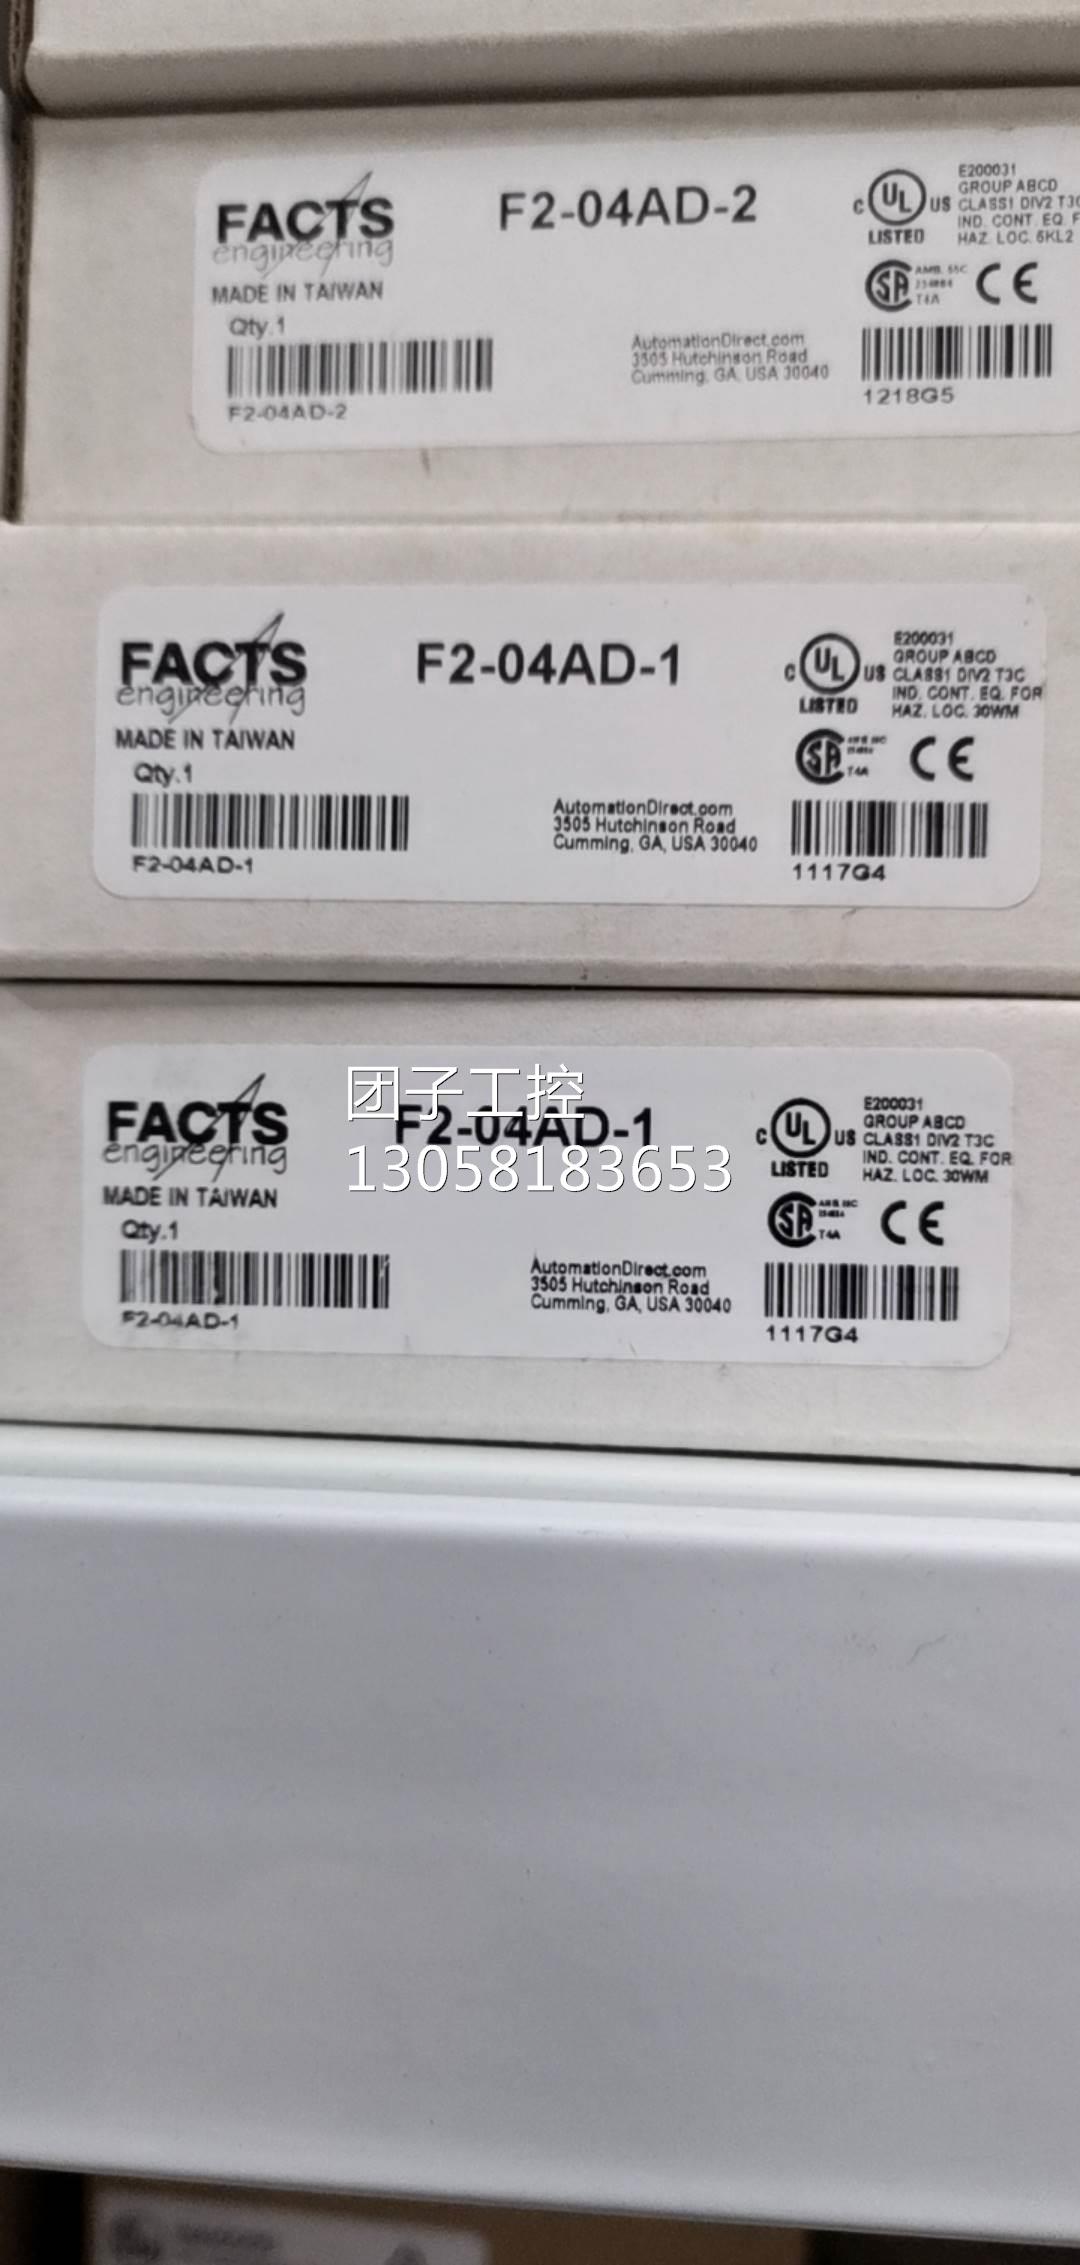 FACTS
engineering
MADE IN TAIWAN
Qty.1
F2-04AD-2
F2-04AD-2
AutomationDirect.com
3505 Hutchinson Road
Cumming, GA, USA 30040
C UL US
LISTED
E200031
GROUP ABCD
CLASS1 DIV2 T3C
IND. CONT. EQ. F
HAZ. LOC. 5KL2
SA
T4A
CE
1218G5
FACTS
engineering
MADE IN TAIWAN
Qty.1
F2-04AD-1
F2-04AD-1
AutomationDirect.com
3505 Hutchinson Road
Cumming, GA, USA 30040
C UL US
LISTED
E200031
GROUP ABCD
CLASS1 DIV2 T3C
IND. CONT. EQ. FOR
HAZ. LOC. 30WM
SA
T4A
CE
1117G4
FACTS
engineering
MADE IN TAIWAN
Qty.1
F2-04AD-1
团子工控
F2-04AD-1
13058183653
AutomationDirect.com
3505 Hutchinson Road
Cumming, GA, USA 30040
C UL US
LISTED
E200031
GROUP ABCD
CLASS1 DIV2 T3C
IND. CONT. EQ. FOR
HAZ. LOC. 30WM
SA
T4A
CE
1117G4